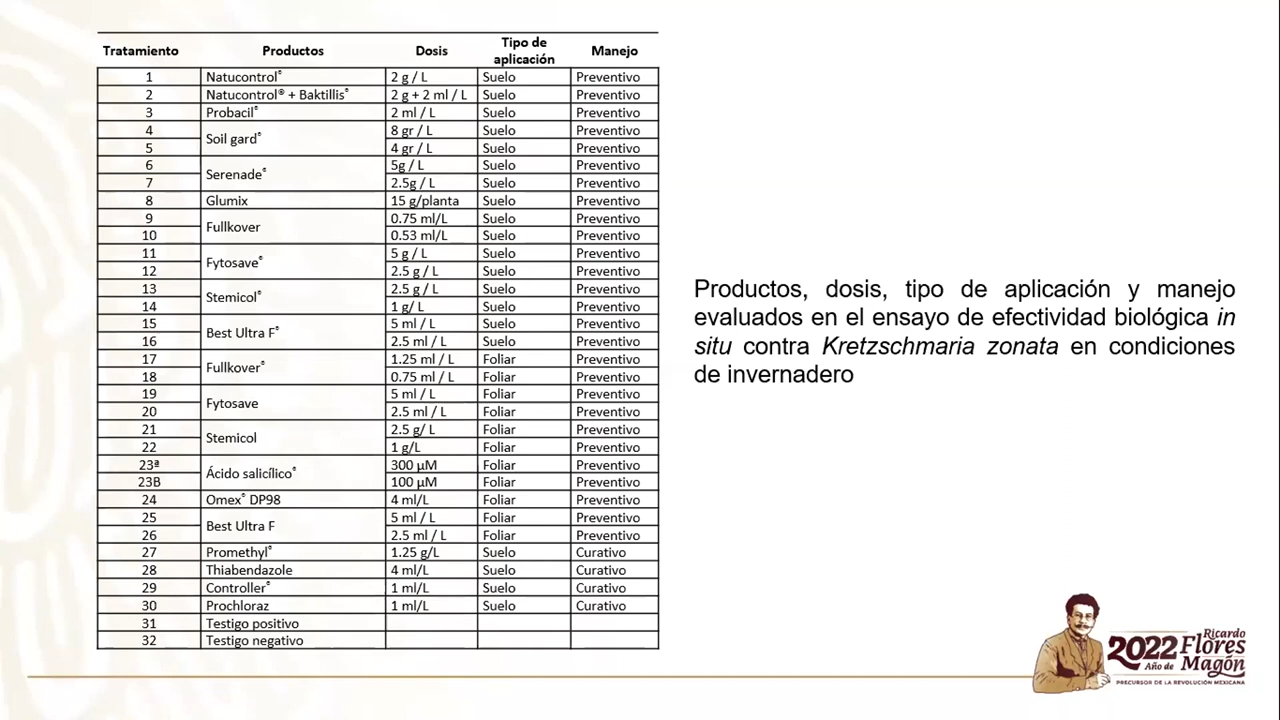 Tratamiento Productos Dosis Tipo de aplicación Manejo
1 Natucontrol® 2 g / L Suelo Preventivo
2 Natucontrol® + Baktillis® 2 g + 2 ml / L Suelo Preventivo
3 Probacil® 2 ml / L Suelo Preventivo
4 Soil gard® 8 gr / L Suelo Preventivo
5 4 gr / L Suelo Preventivo
6 Serenade® 5g / L Suelo Preventivo
7 2.5g / L Suelo Preventivo
8 Glumix 15 g/planta Suelo Preventivo
9 Fullkover 0.75 ml/L Suelo Preventivo
10 0.53 ml/L Suelo Preventivo
11 Fytosave® 5 g / L Suelo Preventivo
12 2.5 g / L Suelo Preventivo
13 Stemicol® 2.5 g / L Suelo Preventivo
14 1 g/ L Suelo Preventivo
15 Best Ultra F® 5 ml / L Suelo Preventivo
16 2.5 ml / L Suelo Preventivo
17 Fullkover® 1.25 ml / L Foliar Preventivo
18 0.75 ml / L Foliar Preventivo
19 Fytosave 5 ml / L Foliar Preventivo
20 2.5 ml / L Foliar Preventivo
21 Stemicol 2.5 g/ L Foliar Preventivo
22 1 g/L Foliar Preventivo
23ª Ácido salicílico® 300 µM Foliar Preventivo
23B 100 µM Foliar Preventivo
24 Omex® DP98 4 ml/L Foliar Preventivo
25 Best Ultra F 5 ml / L Foliar Preventivo
26 2.5 ml / L Foliar Preventivo
27 Promethyl® 1.25 g/L Suelo Curativo
28 Thiabendazole 4 ml/L Suelo Curativo
29 Controller® 1 ml/L Suelo Curativo
30 Prochloraz 1 ml/L Suelo Curativo
31 Testigo positivo
32 Testigo negativo
Productos, dosis, tipo de aplicación y manejo
evaluados en el ensayo de efectividad biológica in
situ contra Kretzschmaria zonata en condiciones
de invernadero
2022 Ricardo
Flores
Año de Magón
PRECURSOR DE LA REVOLUCIÓN MEXICANA